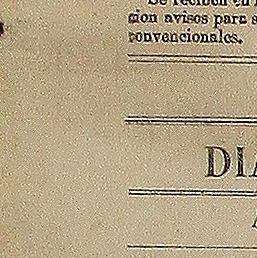 Se reciben en
cion avisos para s
convencionales.
DIA